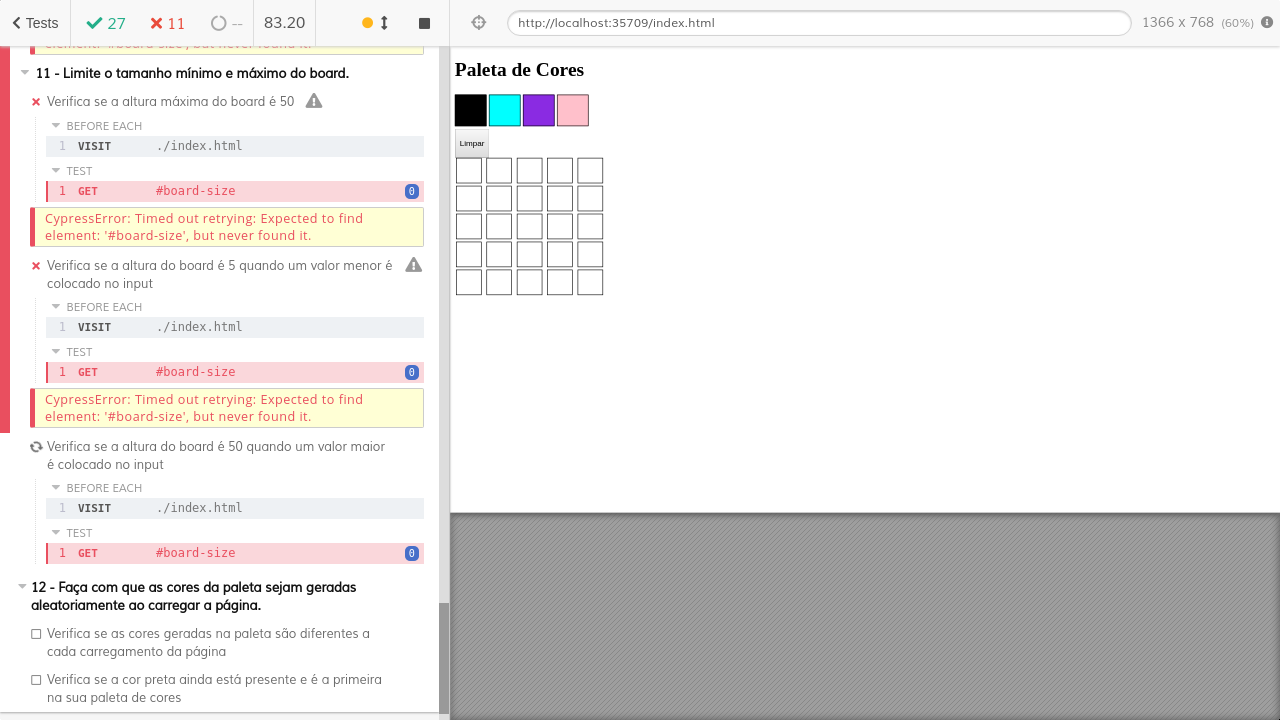 Tests
27
11
--
83.20
http://localhost:35709/index.html
1366 x 768 (60%)
element: '#board-size', but never found it.
11 - Limite o tamanho mínimo e máximo do board.
Verifica se a altura máxima do board é 50
BEFORE EACH
1 VISIT ./index.html
TEST
1 GET #board-size 0
CypressError: Timed out retrying: Expected to find
element: '#board-size', but never found it.
Verifica se a altura do board é 5 quando um valor menor é
colocado no input
BEFORE EACH
1 VISIT ./index.html
TEST
1 GET #board-size 0
CypressError: Timed out retrying: Expected to find
element: '#board-size', but never found it.
Verifica se a altura do board é 50 quando um valor maior
é colocado no input
BEFORE EACH
1 VISIT ./index.html
TEST
1 GET #board-size 0
12 - Faça com que as cores da paleta sejam geradas
aleatoriamente ao carregar a página.
Verifica se as cores geradas na paleta são diferentes a
cada carregamento da página
Verifica se a cor preta ainda está presente e é a primeira
na sua paleta de cores
Paleta de Cores
Limpar